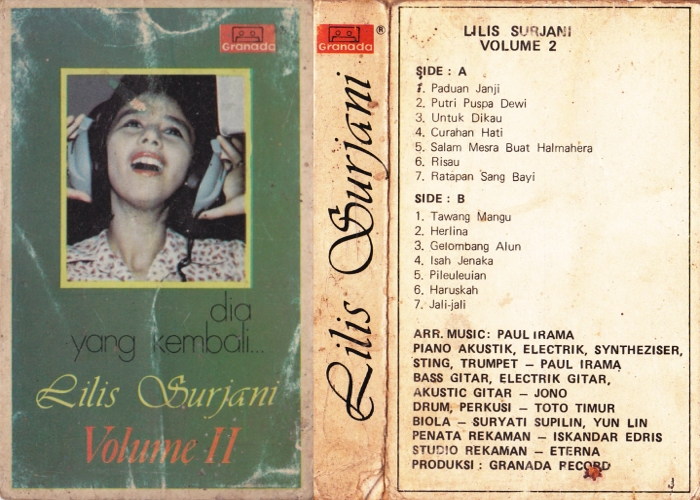 Granada
dia
yang kembali...
Lilis Surjani
Volume II
Granada
®
Lilis Surjani
LILIS SURJANI
VOLUME 2
SIDE : A
1. Paduan Janji
2. Putri Puspa Dewi
3. Untuk Dikau
4. Curahan Hati
5. Salam Mesra Buat Halmahera
6. Risau
7. Ratapan Sang Bayi
SIDE : B
1. Tawang Mangu
2. Herlina
3. Gelombang Alun
4. Isah Jenaka
5. Pileuleuian
6. Haruskah
7. Jali-jali
ARR. MUSIC: PAUL IRAMA
PIANO AKUSTIK, ELECTRIK, SYNTHEZISER,
STING, TRUMPET – PAUL IRAMA
BASS GITAR, ELECTRIK GITAR,
AKUSTIC GITAR – JONO
DRUM, PERKUSI – TOTO TIMUR
BIOLA – SURYATI SUPILIN, YUN LIN
PENATA REKAMAN – ISKANDAR EDRIS
STUDIO REKAMAN – ETERNA
PRODUKSI : GRANADA RECORD